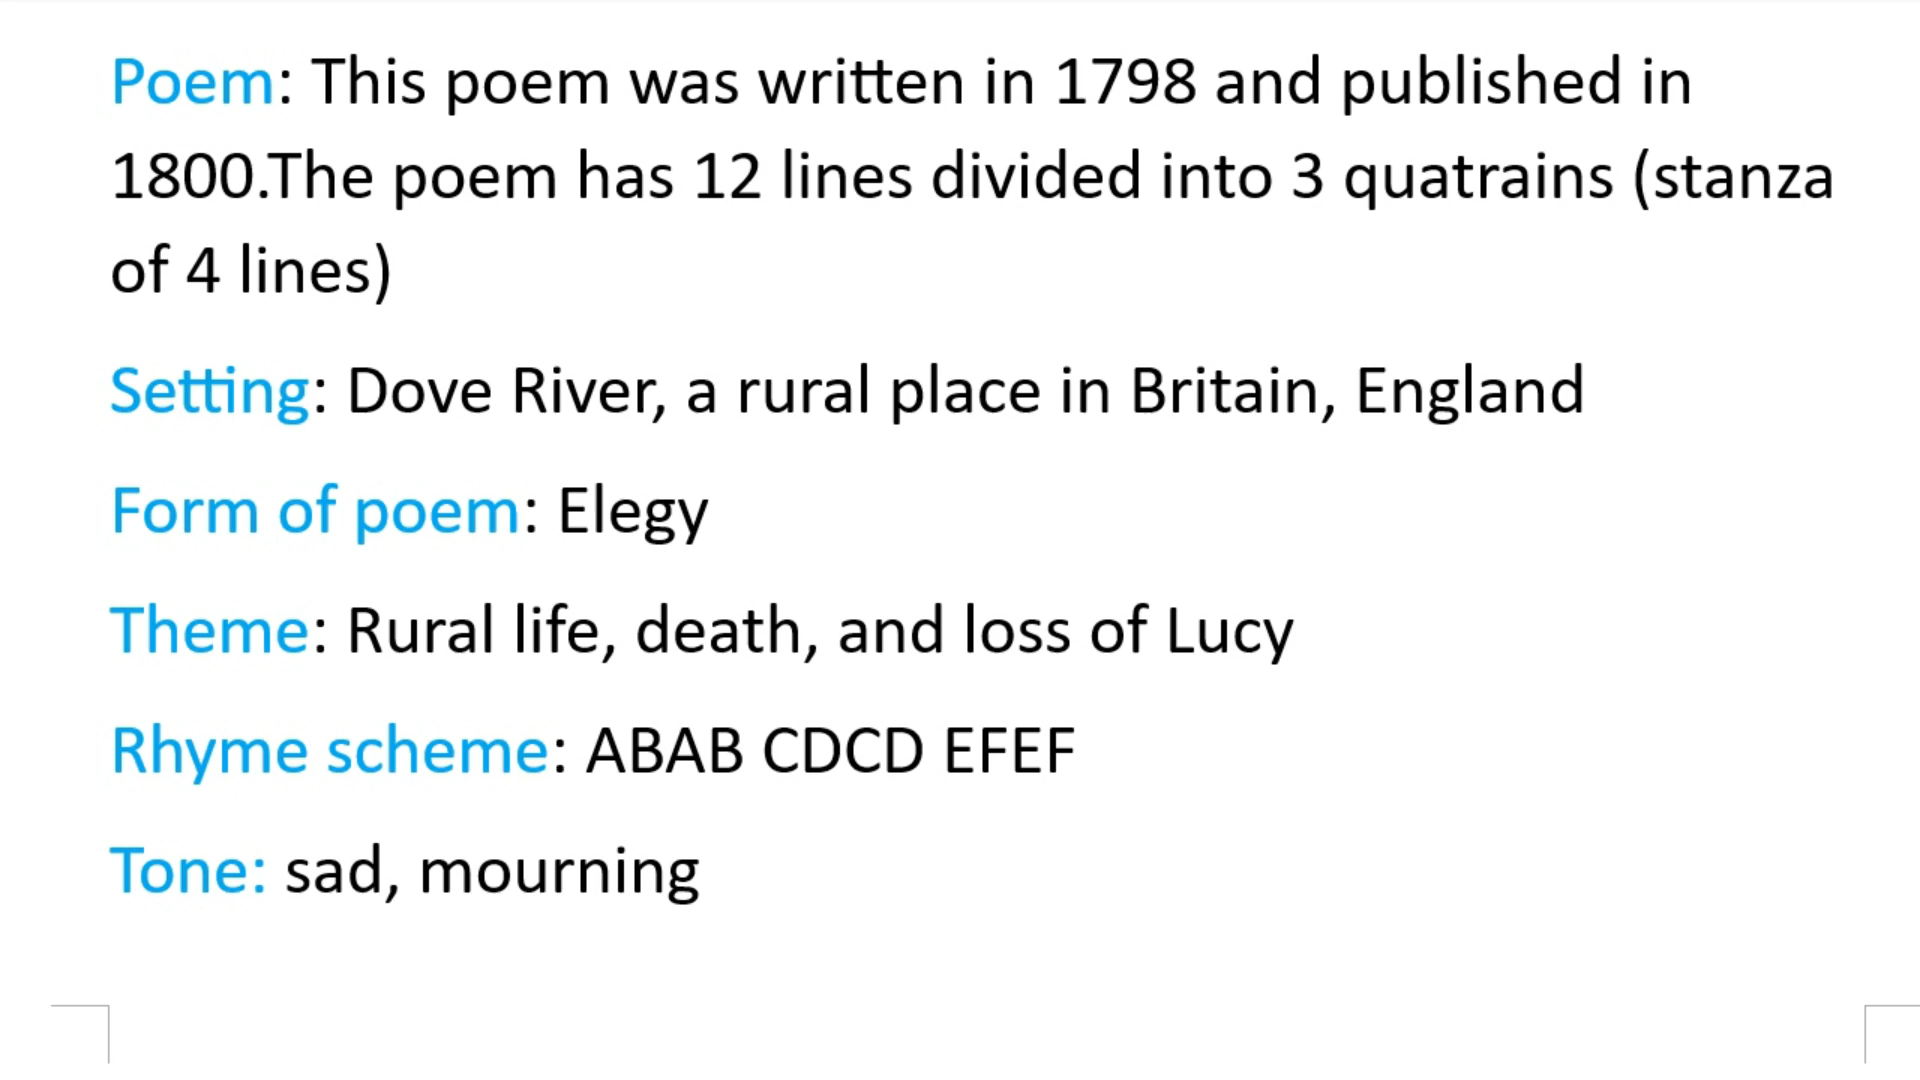 Poem: This poem was written in 1798 and published in
1800.The poem has 12 lines divided into 3 quatrains (stanza
of 4 lines)
Setting: Dove River, a rural place in Britain, England
Form of poem: Elegy
Theme: Rural life, death, and loss of Lucy
Rhyme scheme: ABAB CDCD EFEF
Tone: sad, mourning